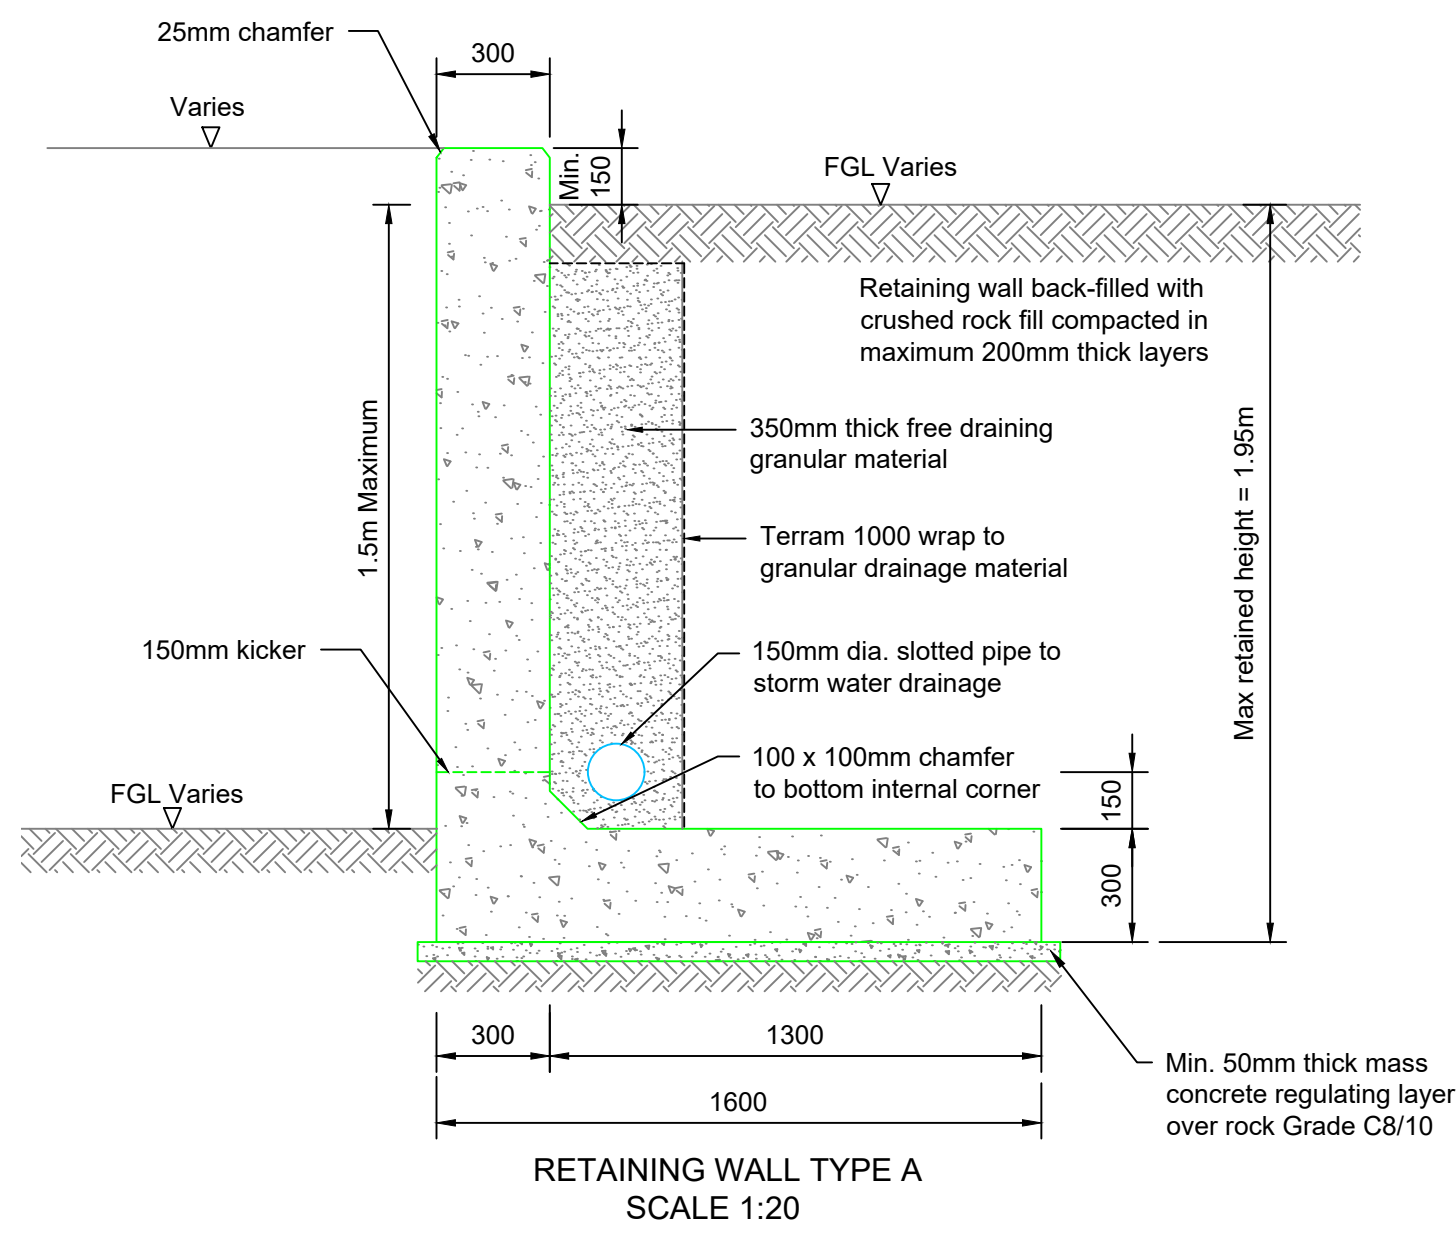 25mm chamfer
300
Varies
Min.
150
FGL Varies
Retaining wall back-filled with
crushed rock fill compacted in
maximum 200mm thick layers
1.5m Maximum
350mm thick free draining
granular material
Max retained height = 1.95m
Terram 1000 wrap to
granular drainage material
150mm kicker
150mm dia. slotted pipe to
storm water drainage
100 x 100mm chamfer
to bottom internal corner
FGL Varies
150
300
300
1300
1600
Min. 50mm thick mass
concrete regulating layer
over rock Grade C8/10
RETAINING WALL TYPE A
SCALE 1:20